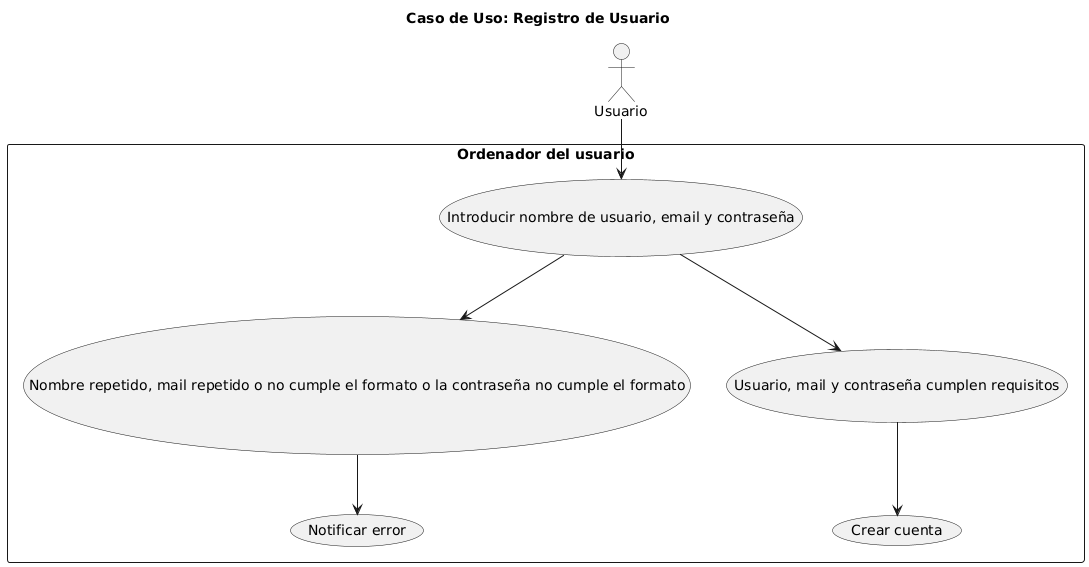 Caso de Uso: Registro de Usuario
Usuario
Ordenador del usuario
Introducir nombre de usuario, email y contraseña
Nombre repetido, mail repetido o no cumple el formato o la contraseña no cumple el formato
Usuario, mail y contraseña cumplen requisitos
Notificar error
Crear cuenta